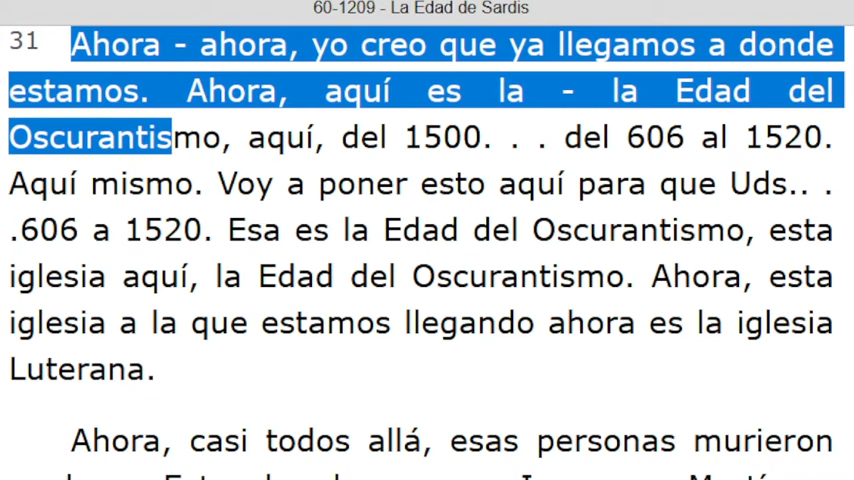 60-1209 - La Edad de Sardis
31 Ahora - ahora, yo creo que ya llegamos a donde
estamos. Ahora, aquí es la - la Edad del
Oscurantismo, aquí, del 1500. . . del 606 al 1520.
Aquí mismo. Voy a poner esto aquí para que Uds.. .
.606 a 1520. Esa es la Edad del Oscurantismo, esta
iglesia aquí, la Edad del Oscurantismo. Ahora, esta
iglesia a la que estamos llegando ahora es la iglesia
Luterana.
Ahora, casi todos allá, esas personas murieron